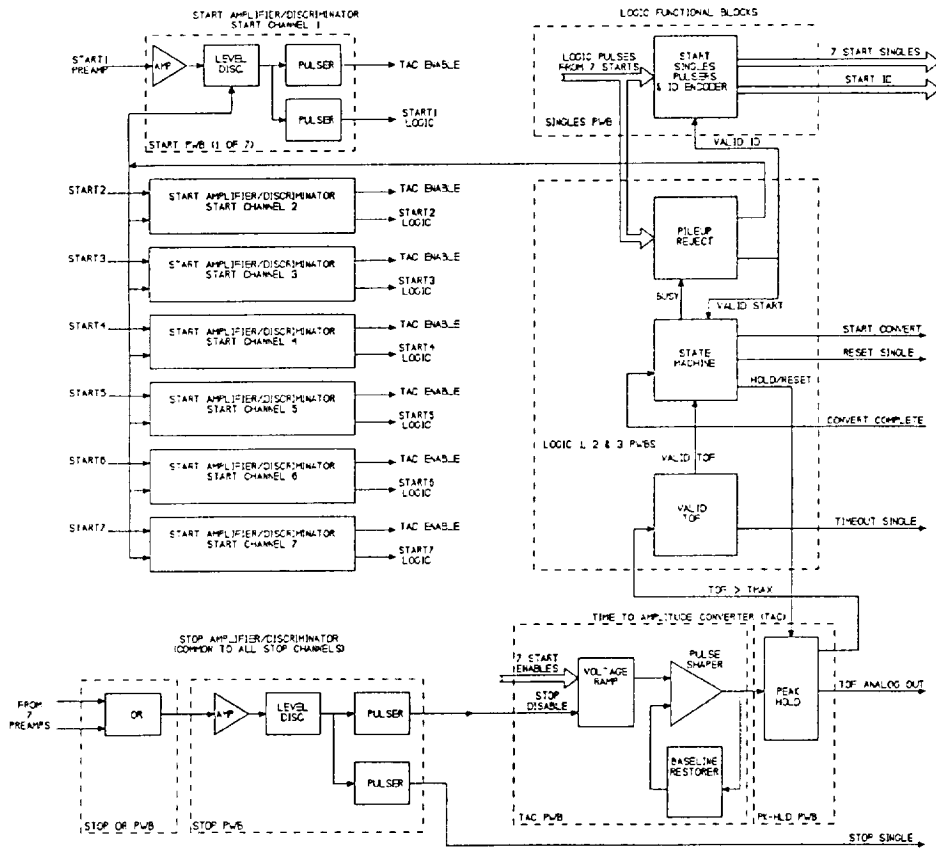 START AMPLIFIER/DISCRIMINATOR
START CHANNEL 1
START1
PREAMP
AMP
LEVEL
DISC
PULSER
TAC ENABLE
PULSER
START1
LOGIC
START PWB (1 OF 7)
START2
START AMPLIFIER/DISCRIMINATOR
START CHANNEL 2
TAC ENABLE
START2
LOGIC
START3
START AMPLIFIER/DISCRIMINATOR
START CHANNEL 3
TAC ENABLE
START3
LOGIC
START4
START AMPLIFIER/DISCRIMINATOR
START CHANNEL 4
TAC ENABLE
START4
LOGIC
START5
START AMPLIFIER/DISCRIMINATOR
START CHANNEL 5
TAC ENABLE
START5
LOGIC
START6
START AMPLIFIER/DISCRIMINATOR
START CHANNEL 6
TAC ENABLE
START6
LOGIC
START7
START AMPLIFIER/DISCRIMINATOR
START CHANNEL 7
TAC ENABLE
START7
LOGIC
LOGIC FUNCTIONAL BLOCKS
LOGIC PULSES
FROM 7 STARTS
START
SINGLES
PULSERS
& ID ENCODER
7 START SINGLES
START ID
SINGLES PWB
VALID ID
PILEUP
REJECT
BUSY
VALID START
STATE
MACHINE
START CONVERT
RESET SINGLE
HOLD/RESET
CONVERT COMPLETE
LOGIC 1, 2 & 3 PWBS
VALID TOF
VALID
TOF
TIMEOUT SINGLE
TOF > TMAX
STOP AMPLIFIER/DISCRIMINATOR
(COMMON TO ALL STOP CHANNELS)
FROM
7
PREAMPS
OR
AMP
LEVEL
DISC
PULSER
PULSER
STOP OR PWB
STOP PWB
TIME TO AMPLITUDE CONVERTER (TAC)
7 START
ENABLES
STOP
DISABLE
VOLTAGE
RAMP
PULSE
SHAPER
BASELINE
RESTORER
PEAK
HOLD
TOF ANALOG OUT
TAC PWB
PK-HLD PWB
STOP SINGLE